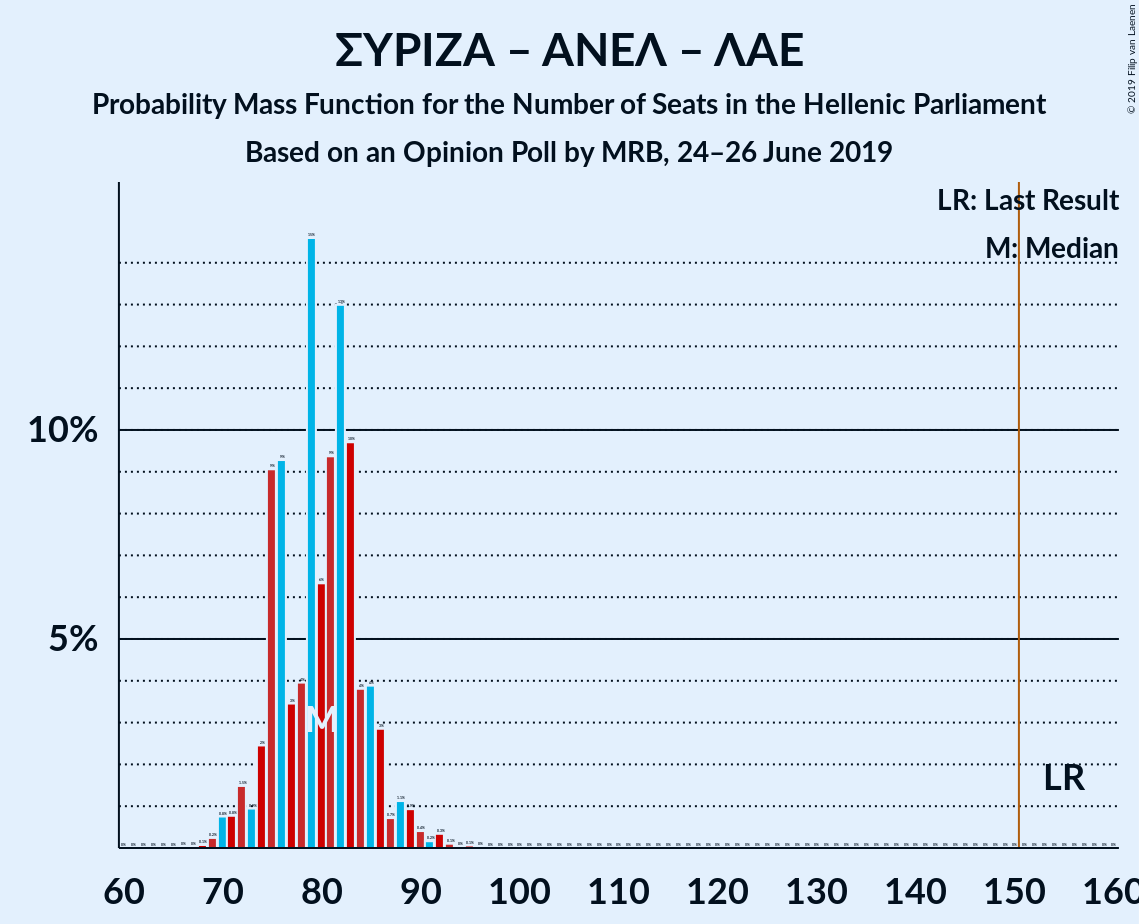 ΣΥΡΙΖΑ – ΑΝΕΛ – ΛΑΕ
Probability Mass Function for the Number of Seats in the Hellenic Parliament
Based on an Opinion Poll by MRB, 24–26 June 2019
© 2019 Filip van Laenen
LR: Last Result
M: Median
10%
5%
M
LR
60 70 80 90 100 110 120 130 140 150 160